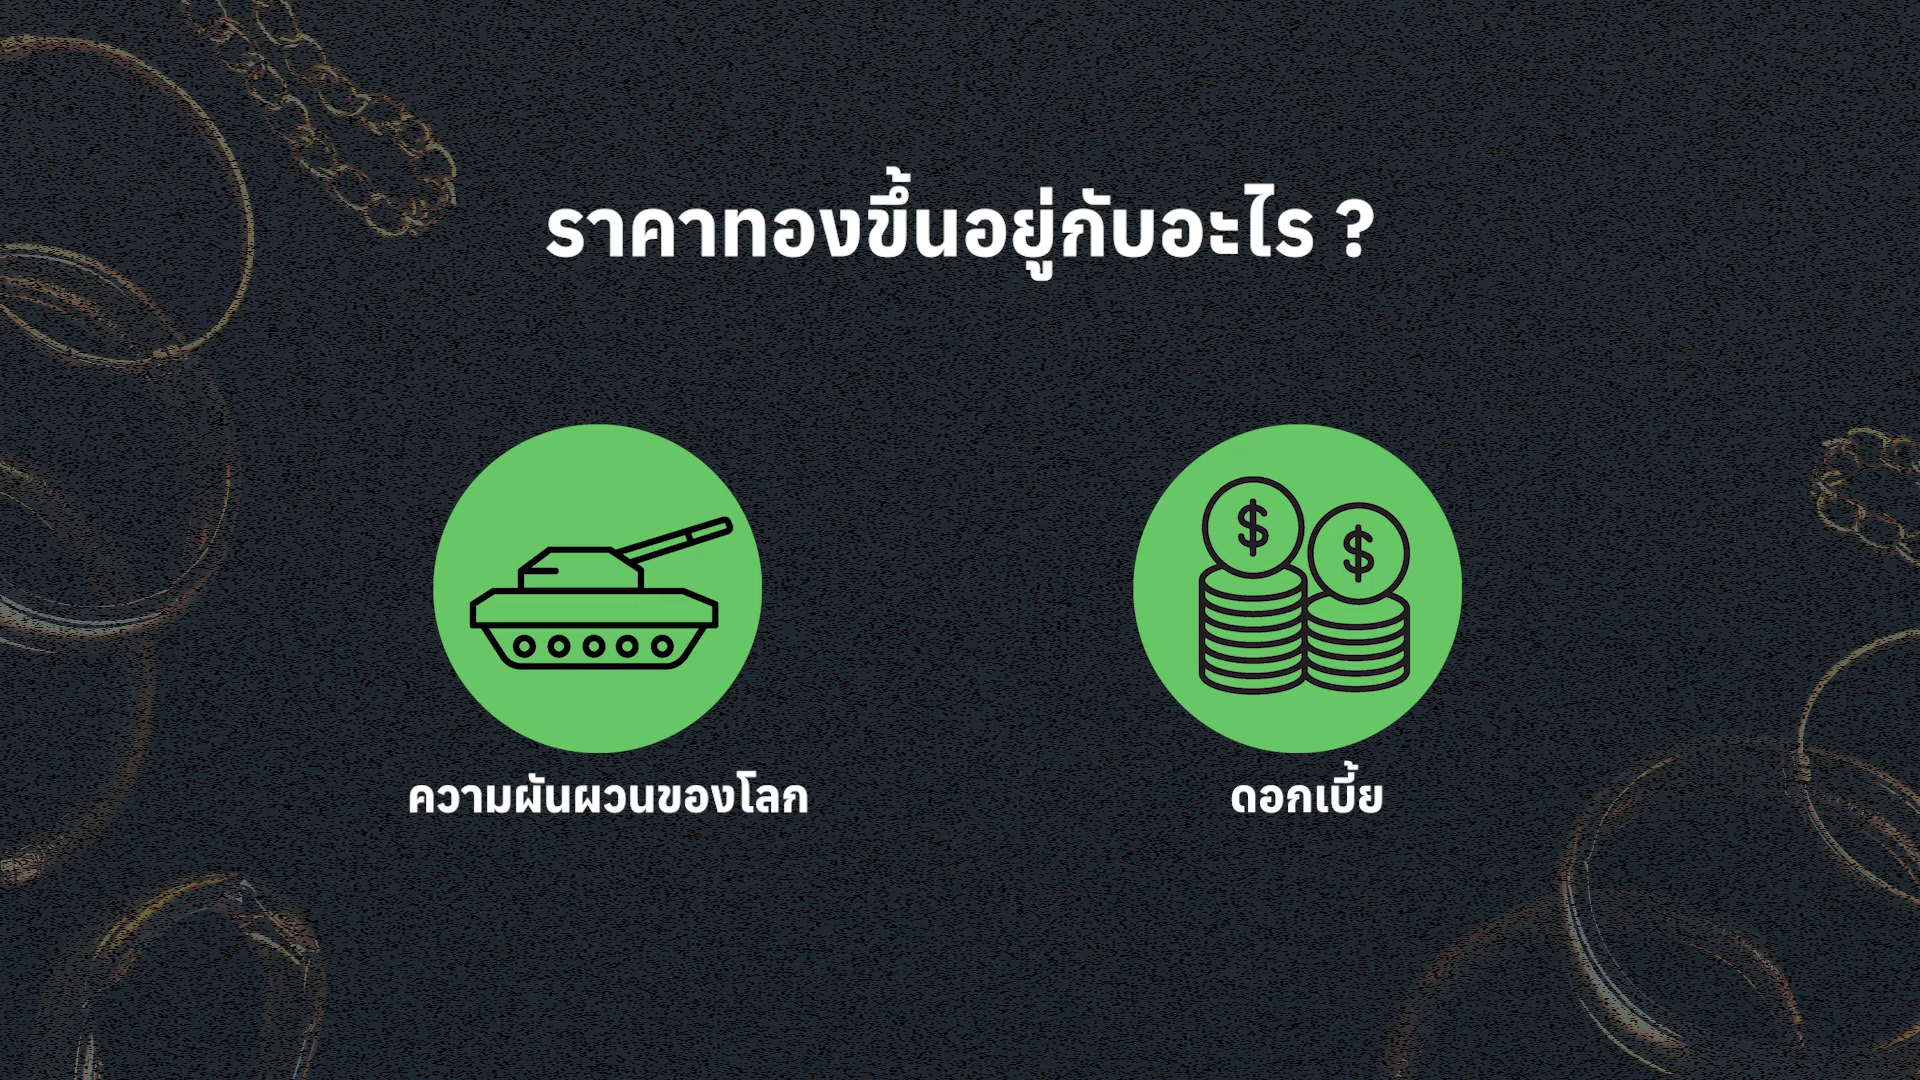 ราคาทองขึ้นอยู่กับอะไร ?
$ $
ความผันผวนของโลก
ดอกเบี้ย